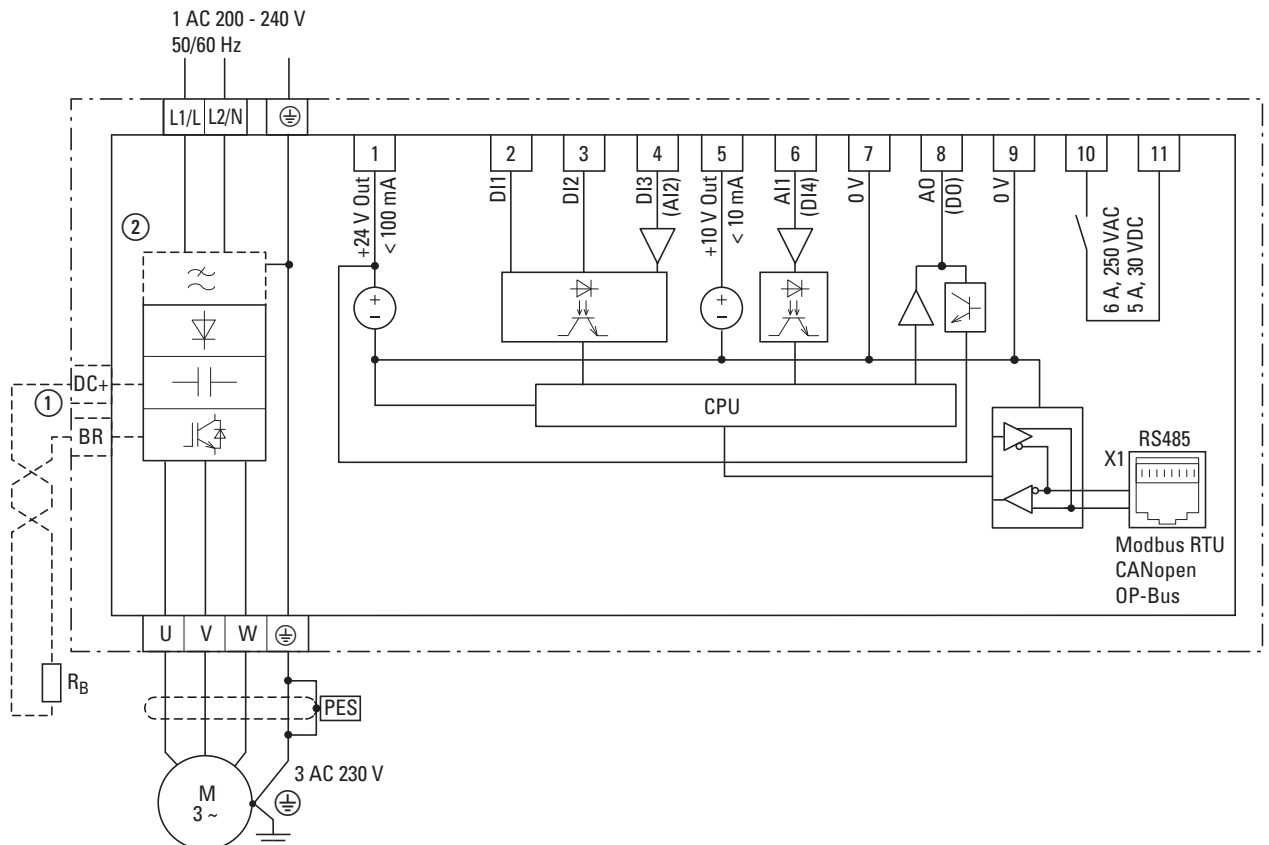 1 AC 200 - 240 V
50/60 Hz
L1/L L2/N
1 2 3 4 5 6 7 8 9 10 11
+24 V Out
< 100 mA
DI1
DI2
DI3
(AI2)
+10 V Out
< 10 mA
AI1
(DI4)
0 V
AO
(DO)
0 V
6 A, 250 VAC
5 A, 30 VDC
2
+
−
+
−
DC+
1
BR
CPU
RS485
X1
Modbus RTU
CANopen
OP-Bus
U V W
RB
PES
3 AC 230 V
M
3 ~